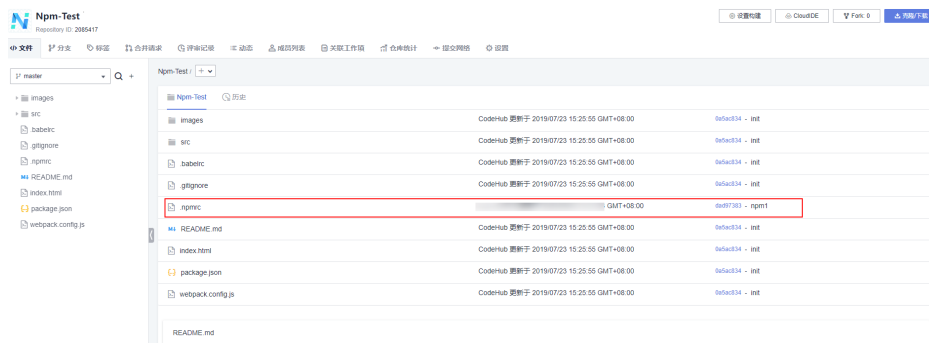 Npm-Test
Repository ID: 2085417
设置构建 CloudIDE Fork: 0 克隆/下载
文件 分支 标签 合并请求 评审记录 动态 成员列表 关联工作项 仓库统计 提交网络 设置
master
Npm-Test / +
images
src
.babelrc
.gitignore
.npmrc
README.md
index.html
package.json
webpack.config.js
Npm-Test 历史
images CodeHub 更新于 2019/07/23 15:25:55 GMT+08:00 0a5ac834 - init
src CodeHub 更新于 2019/07/23 15:25:55 GMT+08:00 0a5ac834 - init
.babelrc CodeHub 更新于 2019/07/23 15:25:55 GMT+08:00 0a5ac834 - init
.gitignore CodeHub 更新于 2019/07/23 15:25:55 GMT+08:00 0a5ac834 - init
.npmrc GMT+08:00 dad97383 - npm1
README.md CodeHub 更新于 2019/07/23 15:25:55 GMT+08:00 0a5ac834 - init
index.html CodeHub 更新于 2019/07/23 15:25:55 GMT+08:00 0a5ac834 - init
package.json CodeHub 更新于 2019/07/23 15:25:55 GMT+08:00 0a5ac834 - init
webpack.config.js CodeHub 更新于 2019/07/23 15:25:55 GMT+08:00 0a5ac834 - init
README.md